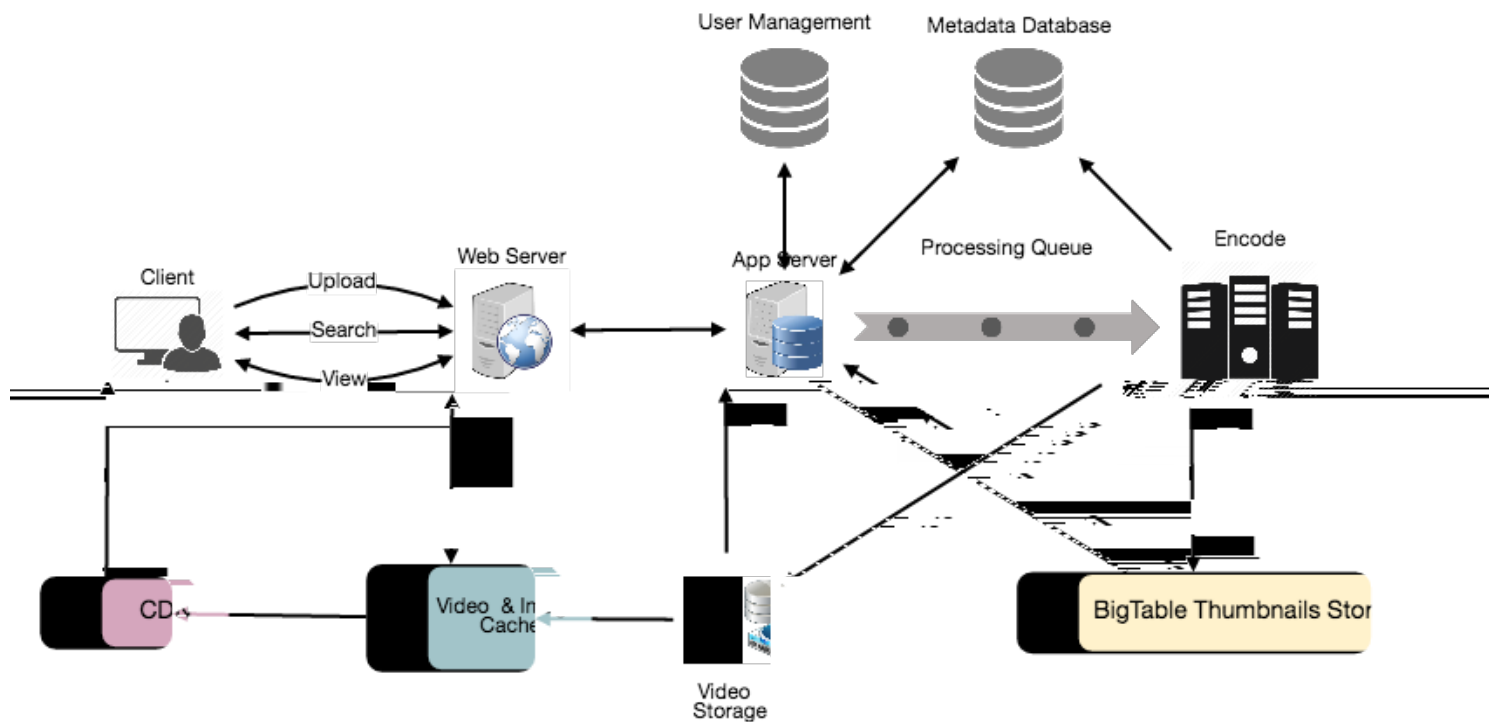 User Management
Metadata Database
Web Server
App Server
Processing Queue
Encode
Client
Upload
Search
View
CD
Video & In
Cache
BigTable Thumbnails Stor
Video
Storage